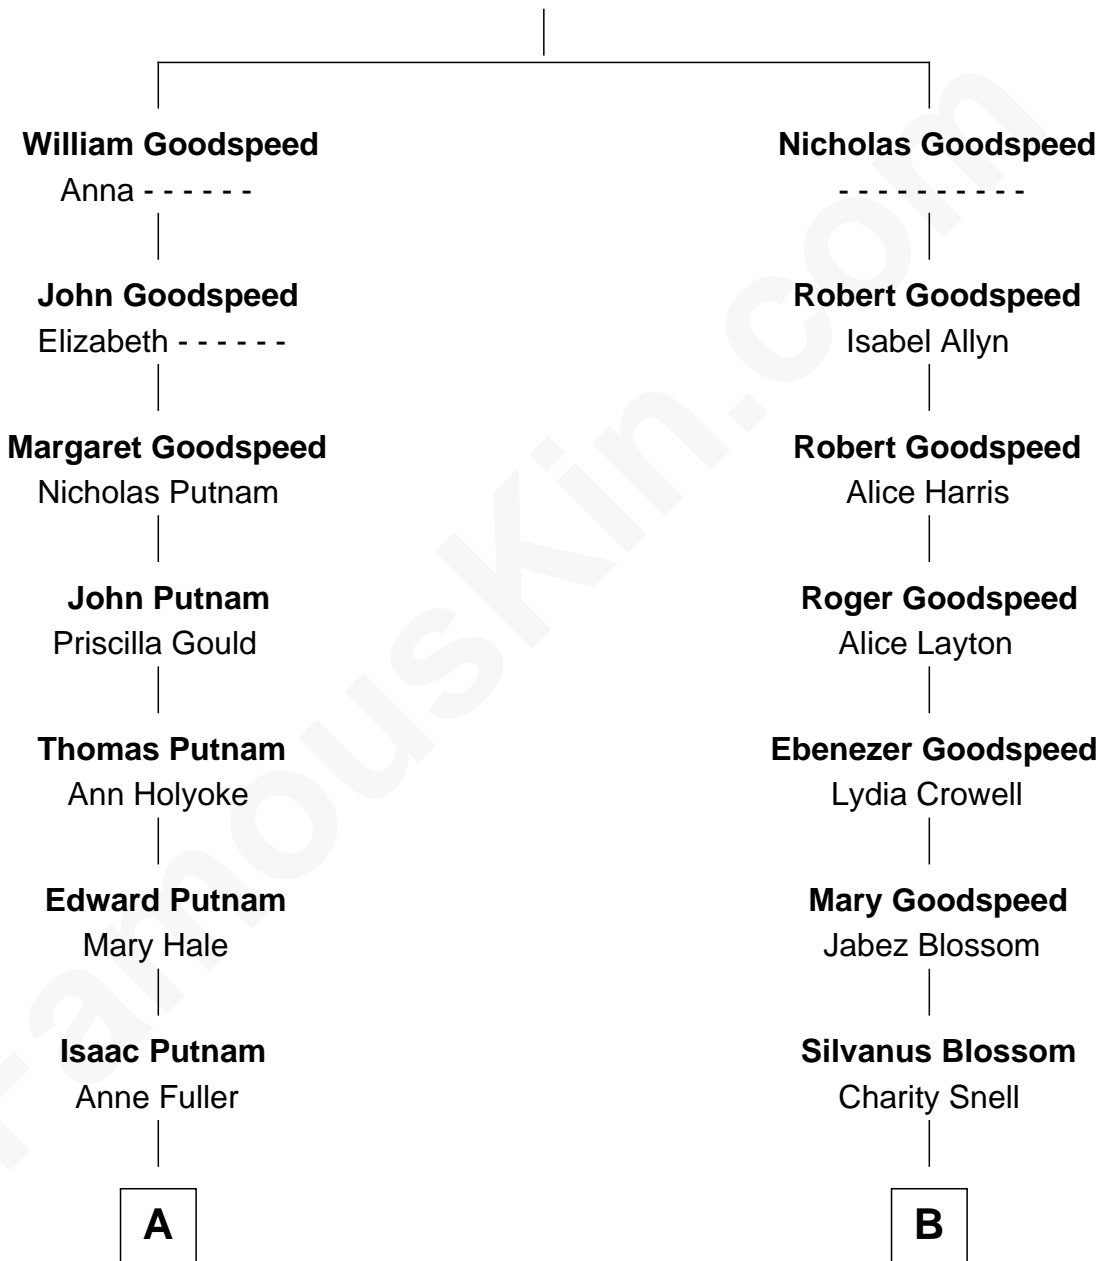 William Goodspeed
Anna - - - - - -
John Goodspeed
Elizabeth - - - - - -
Margaret Goodspeed
Nicholas Putnam
John Putnam
Priscilla Gould
Thomas Putnam
Ann Holyoke
Edward Putnam
Mary Hale
Isaac Putnam
Anne Fuller
A
Nicholas Goodspeed
- - - - - - - - - -
Robert Goodspeed
Isabel Allyn
Robert Goodspeed
Alice Harris
Roger Goodspeed
Alice Layton
Ebenezer Goodspeed
Lydia Crowell
Mary Goodspeed
Jabez Blossom
Silvanus Blossom
Charity Snell
B
FamousKin.com